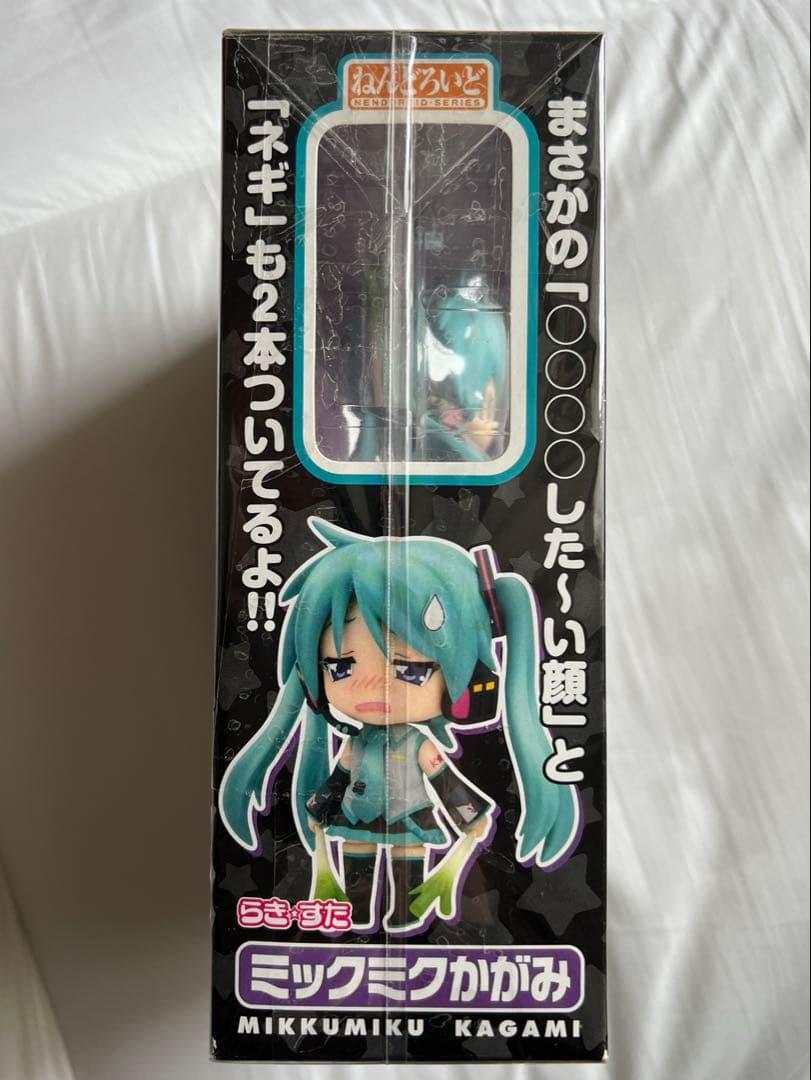 ねんどろいど
NENDOROID·SERIES
まさかの「○○○○した〜い顔」と
「ネギ」も2本ついてるよ!!
らき☆すた
ミックミクかがみ
MIKKUMIKU KAGAMI